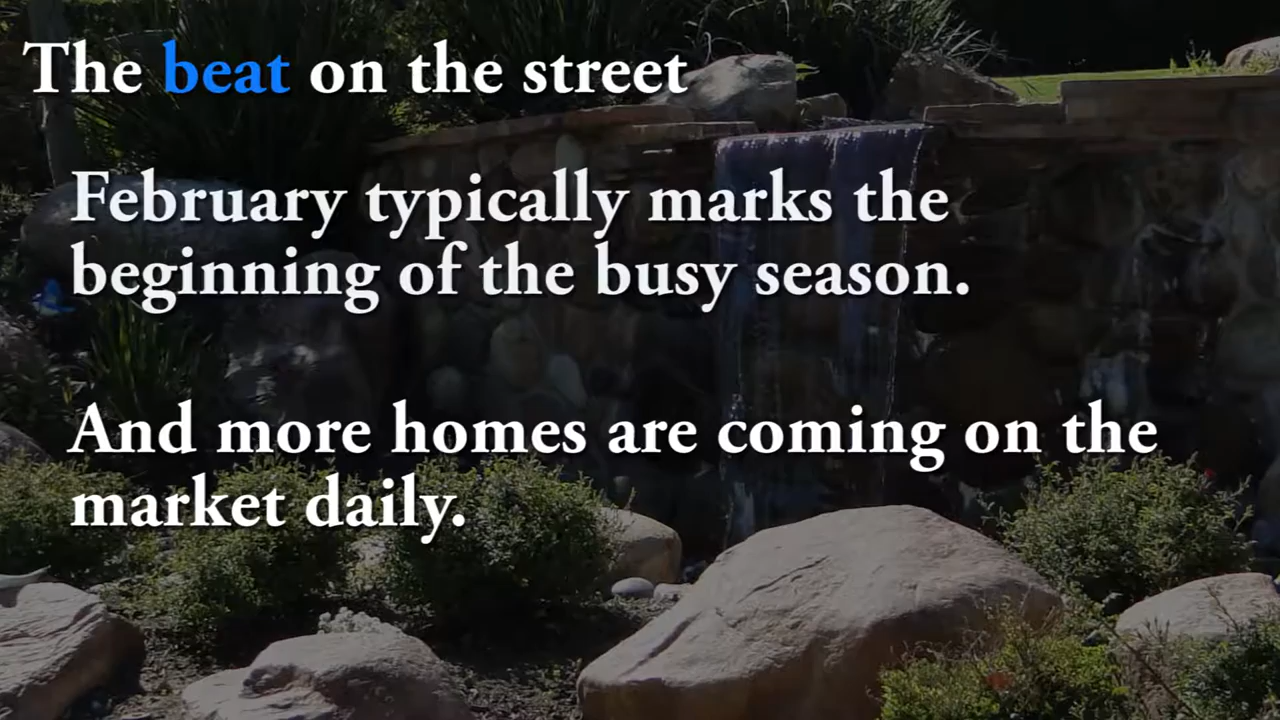 The beat on the street
February typically marks the
beginning of the busy season.
And more homes are coming on the
market daily.